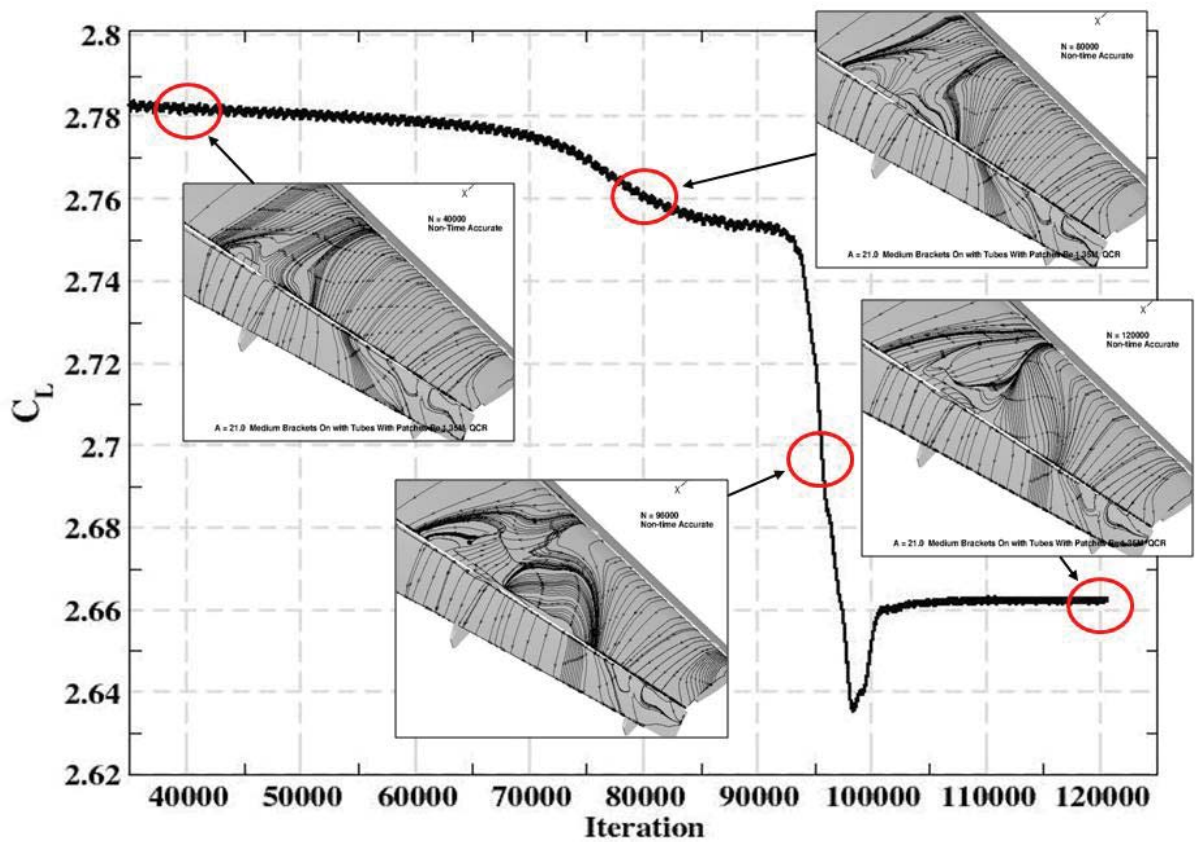 2.8
2.78
2.76
2.74
2.72
2.7
2.68
2.66
2.64
2.62
C_L
40000 50000 60000 70000 80000 90000 100000 110000 120000
Iteration
X
N = 40000
Non-Time Accurate
A = 21.0 Medium Brackets On with Tubes With Patches Re 1.35M, QCR
X
N = 80000
Non-time Accurate
A = 21.0 Medium Brackets On with Tubes With Patches Re 1.35M, QCR
X
N = 96000
Non-time Accurate
X
N = 120000
Non-time Accurate
A = 21.0 Medium Brackets On with Tubes With Patches Re 1.35M, QCR